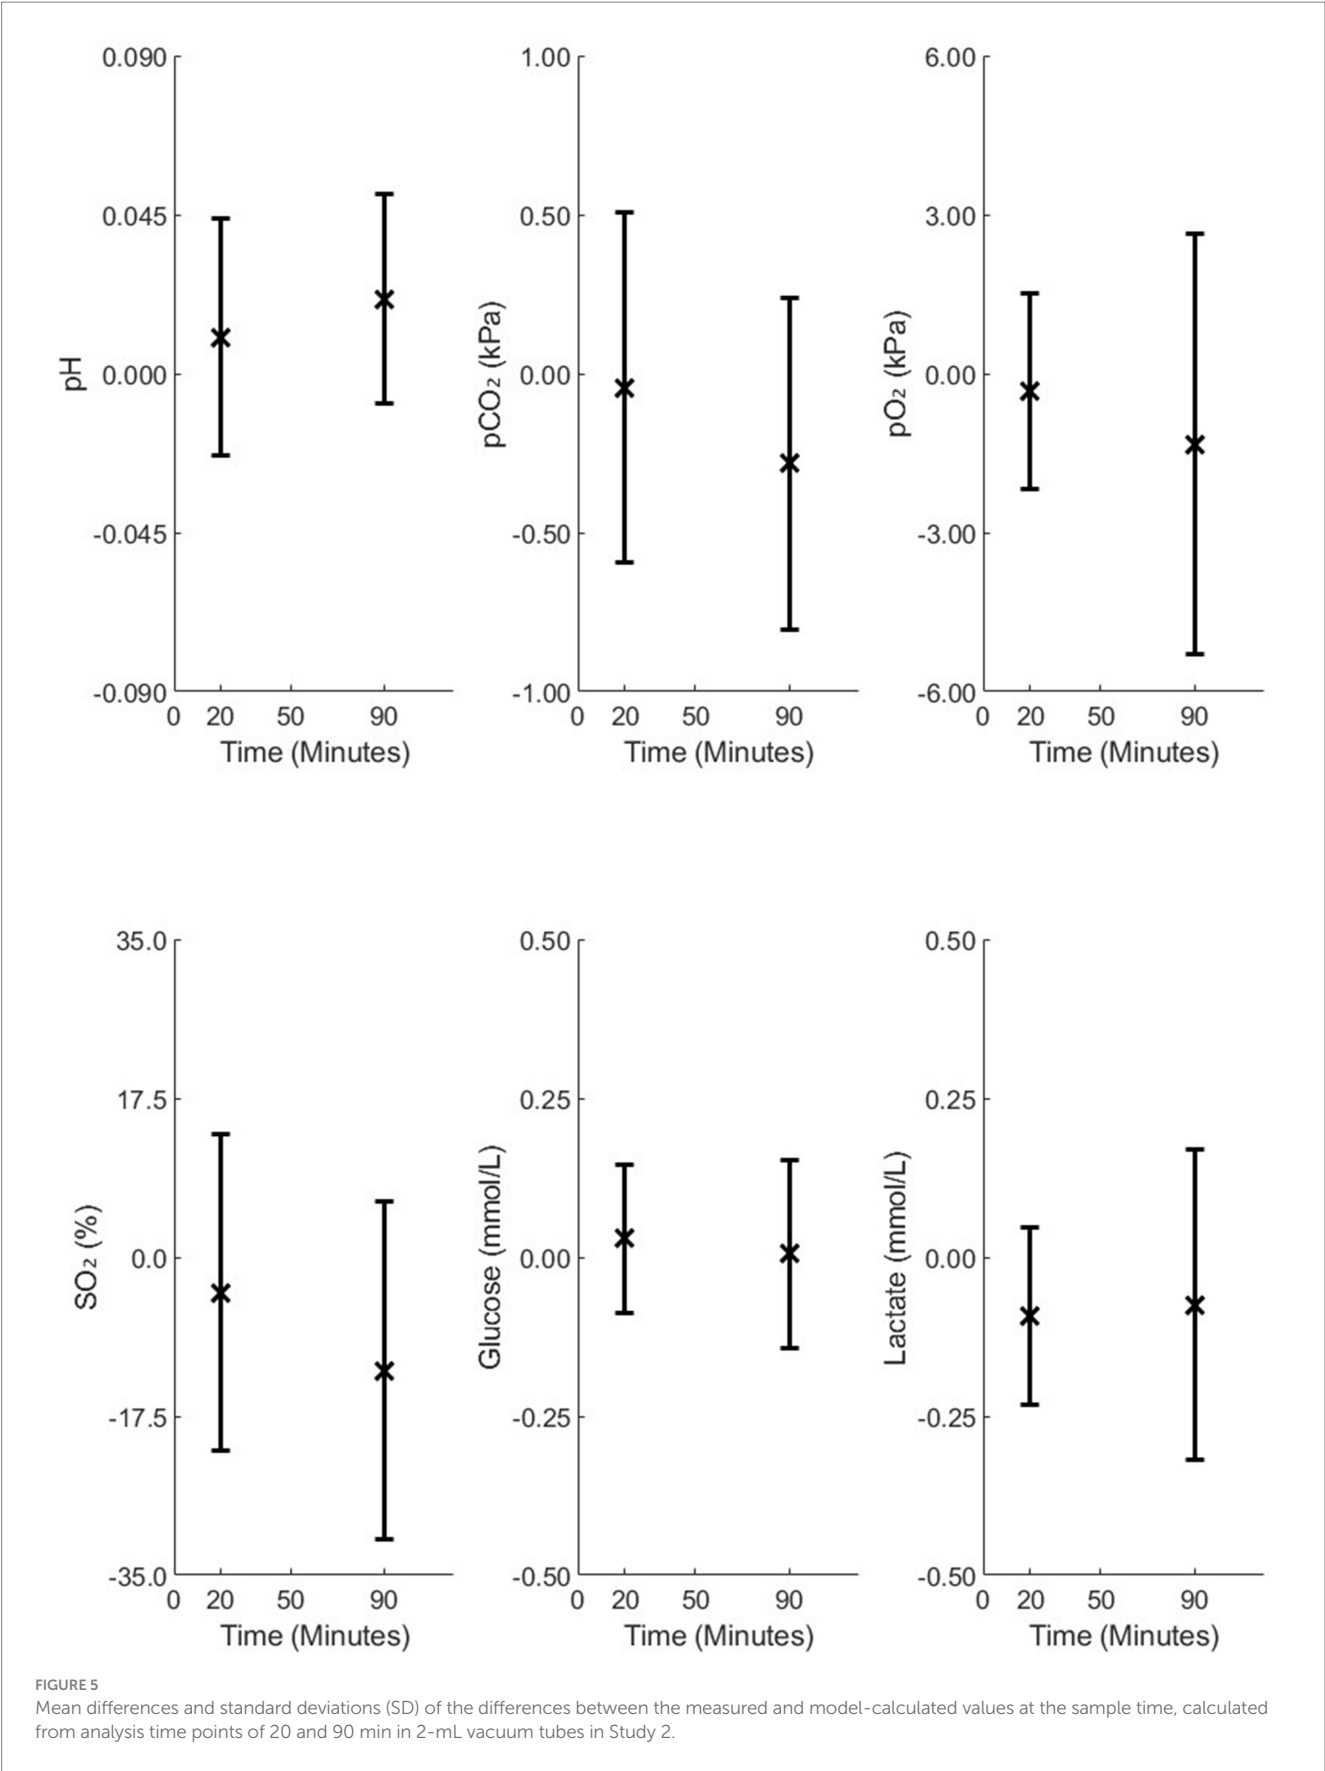 0.090
0.045
0.000
-0.045
-0.090
pH
0 20 50 90
Time (Minutes)
1.00
0.50
0.00
-0.50
-1.00
pCO₂ (kPa)
0 20 50 90
Time (Minutes)
6.00
3.00
0.00
-3.00
-6.00
pO₂ (kPa)
0 20 50 90
Time (Minutes)
35.0
17.5
0.0
-17.5
-35.0
SO₂ (%)
0 20 50 90
Time (Minutes)
0.50
0.25
0.00
-0.25
-0.50
Glucose (mmol/L)
0 20 50 90
Time (Minutes)
0.50
0.25
0.00
-0.25
-0.50
Lactate (mmol/L)
0 20 50 90
Time (Minutes)
FIGURE 5
Mean differences and standard deviations (SD) of the differences between the measured and model-calculated values at the sample time, calculated
from analysis time points of 20 and 90 min in 2-mL vacuum tubes in Study 2.